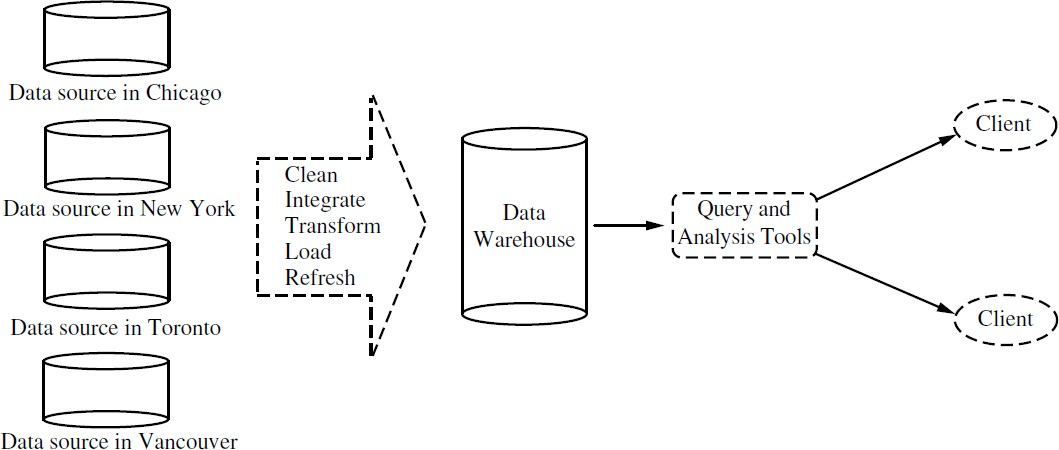 Data source in Chicago
Data source in New York
Data source in Toronto
Data source in Vancouver
Clean
Integrate
Transform
Load
Refresh
Data
Warehouse
Query and
Analysis Tools
Client
Client